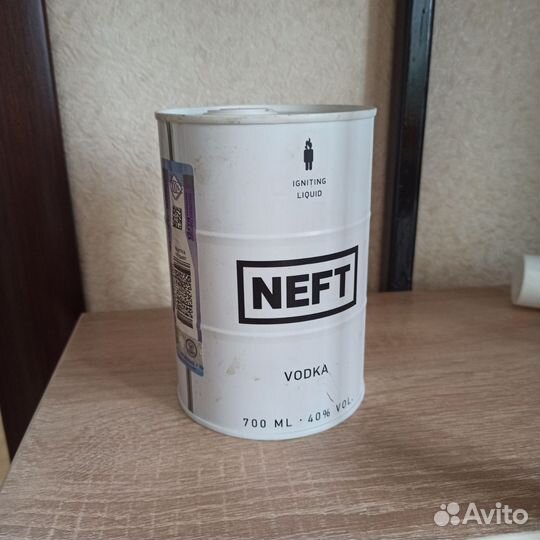 IGNITING
LIQUID
NEFT
VODKA
700 ML · 40% VOL.
Avito